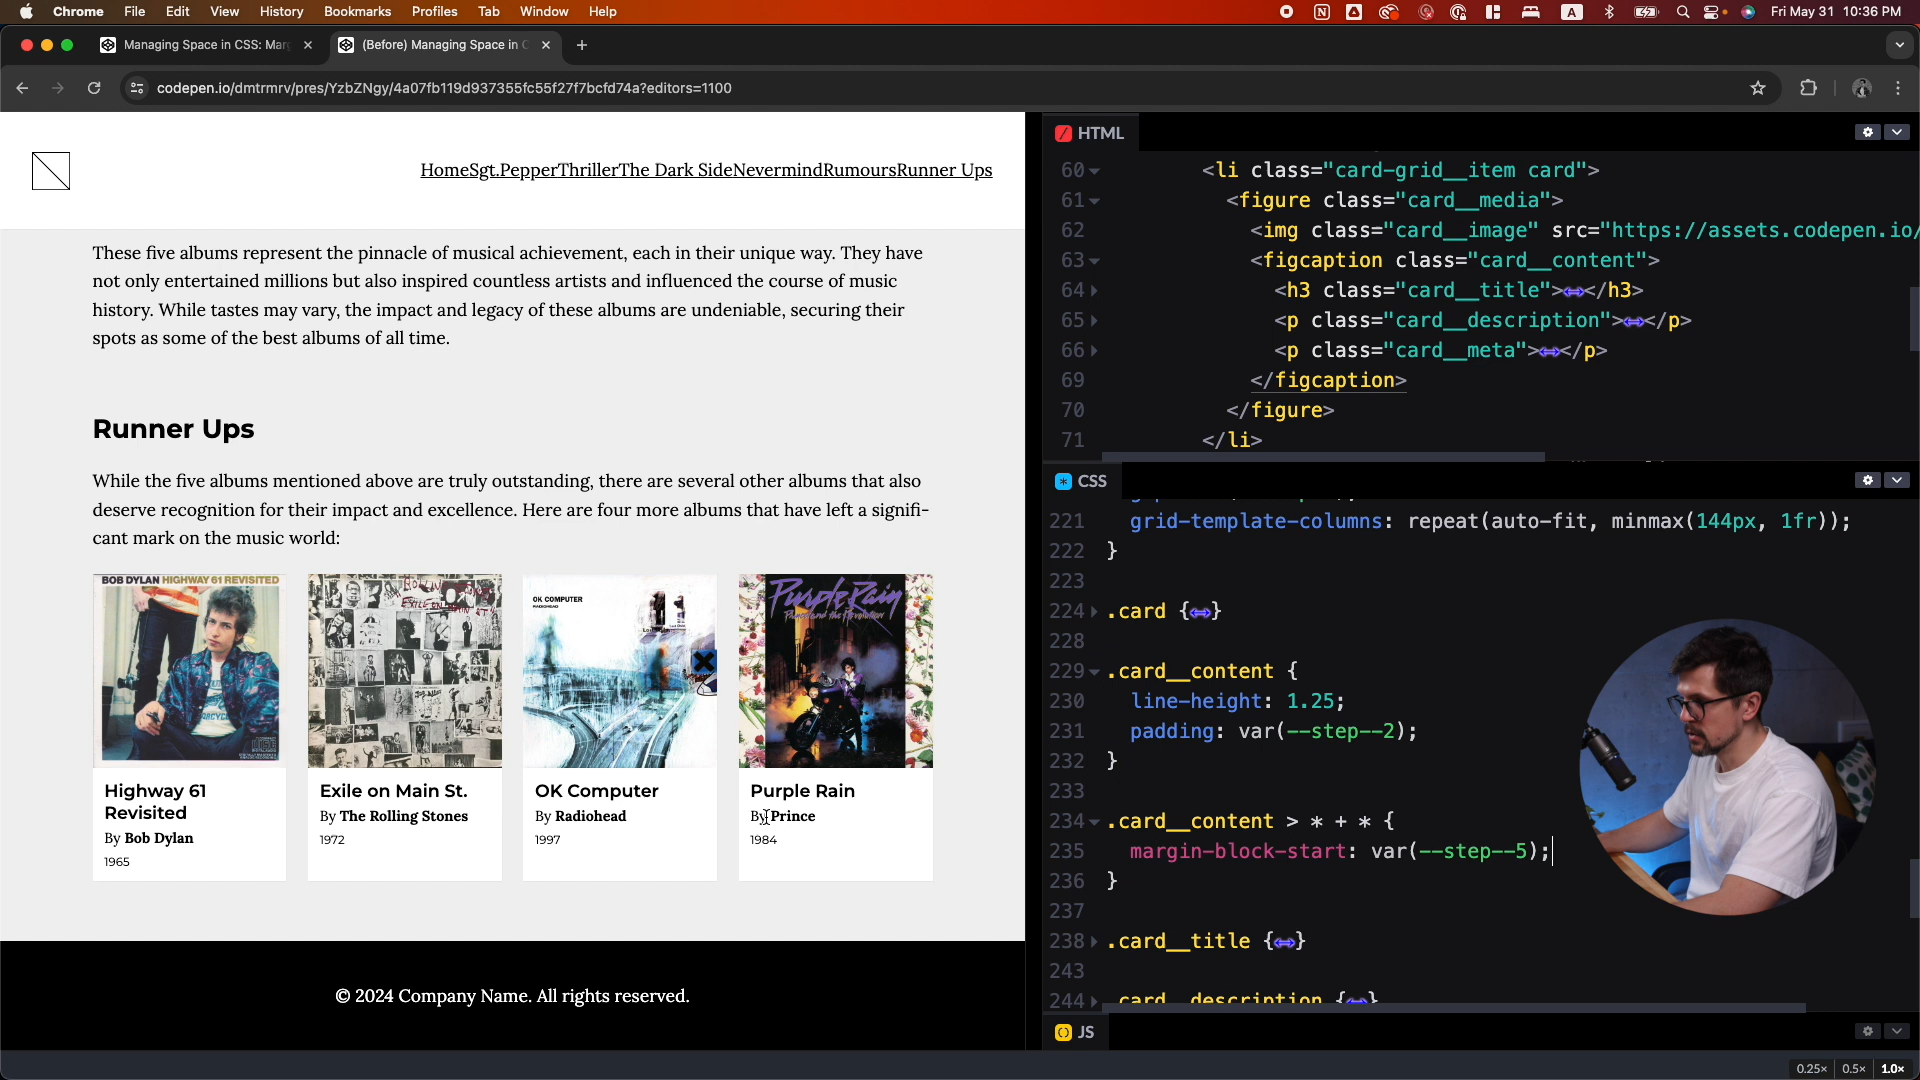 Chrome File Edit View History Bookmarks Profiles Tab Window Help
A Fri May 31 10:36 PM
Managing Space in CSS: Mar
(Before) Managing Space in C
codepen.io/dmtrmrv/pres/YzbZNgy/4a07fb119d937355fc55f27f7bcfd74a?editors=1100
HomeSgt.PepperThrillerThe Dark SideNevermindRumoursRunner Ups
These five albums represent the pinnacle of musical achievement, each in their unique way. They have
not only entertained millions but also inspired countless artists and influenced the course of music
history. While tastes may vary, the impact and legacy of these albums are undeniable, securing their
spots as some of the best albums of all time.
Runner Ups
While the five albums mentioned above are truly outstanding, there are several other albums that also
deserve recognition for their impact and excellence. Here are four more albums that have left a signifi-
cant mark on the music world:
BOB DYLAN HIGHWAY 61 REVISITED
ROLLING
EXILE ON MAIN ST
OK COMPUTER
RADIOHEAD
Purple Rain
Prince and the Revolution
Highway 61
Revisited
By Bob Dylan
1965
Exile on Main St.
By The Rolling Stones
1972
OK Computer
By Radiohead
1997
Purple Rain
By Prince
1984
© 2024 Company Name. All rights reserved.
HTML
60 <li class="card-grid__item card">
61 <figure class="card__media">
62 <img class="card__image" src="https://assets.codepen.io/
63 <figcaption class="card__content">
64 <h3 class="card__title"></h3>
65 <p class="card__description"></p>
66 <p class="card__meta"></p>
69 </figcaption>
70 </figure>
71 </li>
CSS
221 grid-template-columns: repeat(auto-fit, minmax(144px, 1fr));
222 }
223
224 .card {}
228
229 .card__content {
230 line-height: 1.25;
231 padding: var(--step--2);
232 }
233
234 .card__content > * + * {
235 margin-block-start: var(--step--5);
236 }
237
238 .card__title {}
243
244 .card__description {}
JS
0.25× 0.5× 1.0×